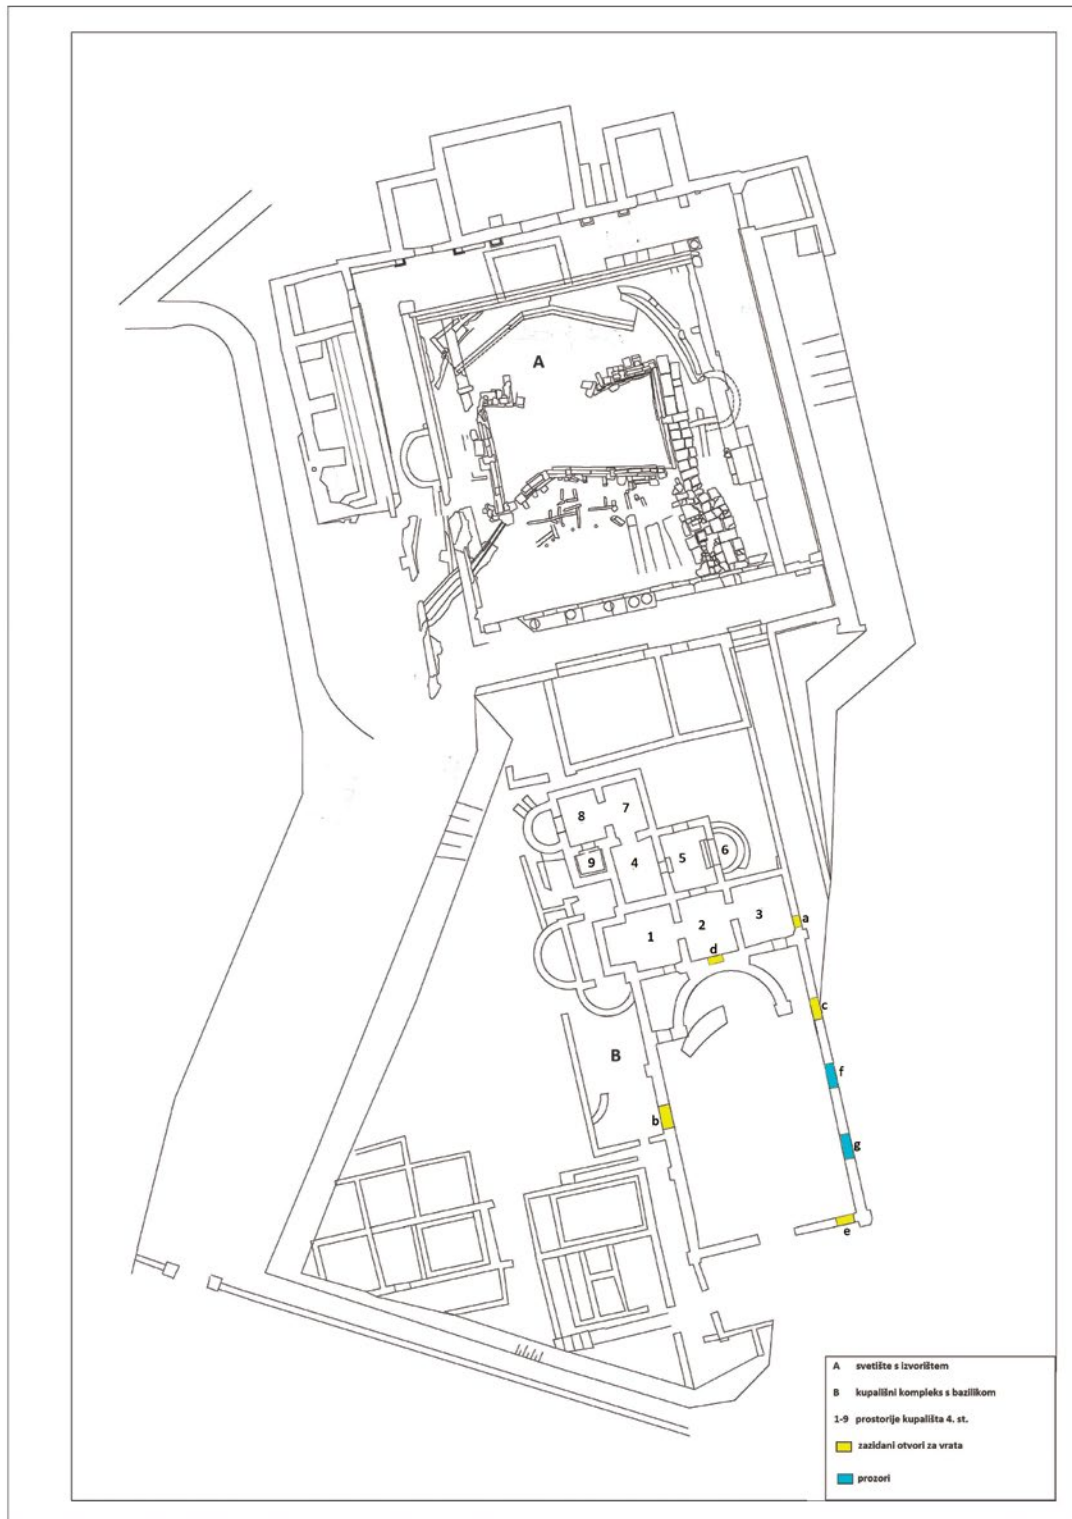 A
8
7
9
4
5
6
1
2
3
a
d
c
B
f
b
g
e
A svetište s izvorištem
B kupališni kompleks s bazilikom
1-9 prostorije kupališta 4. st.
zazidani otvori za vrata
prozori